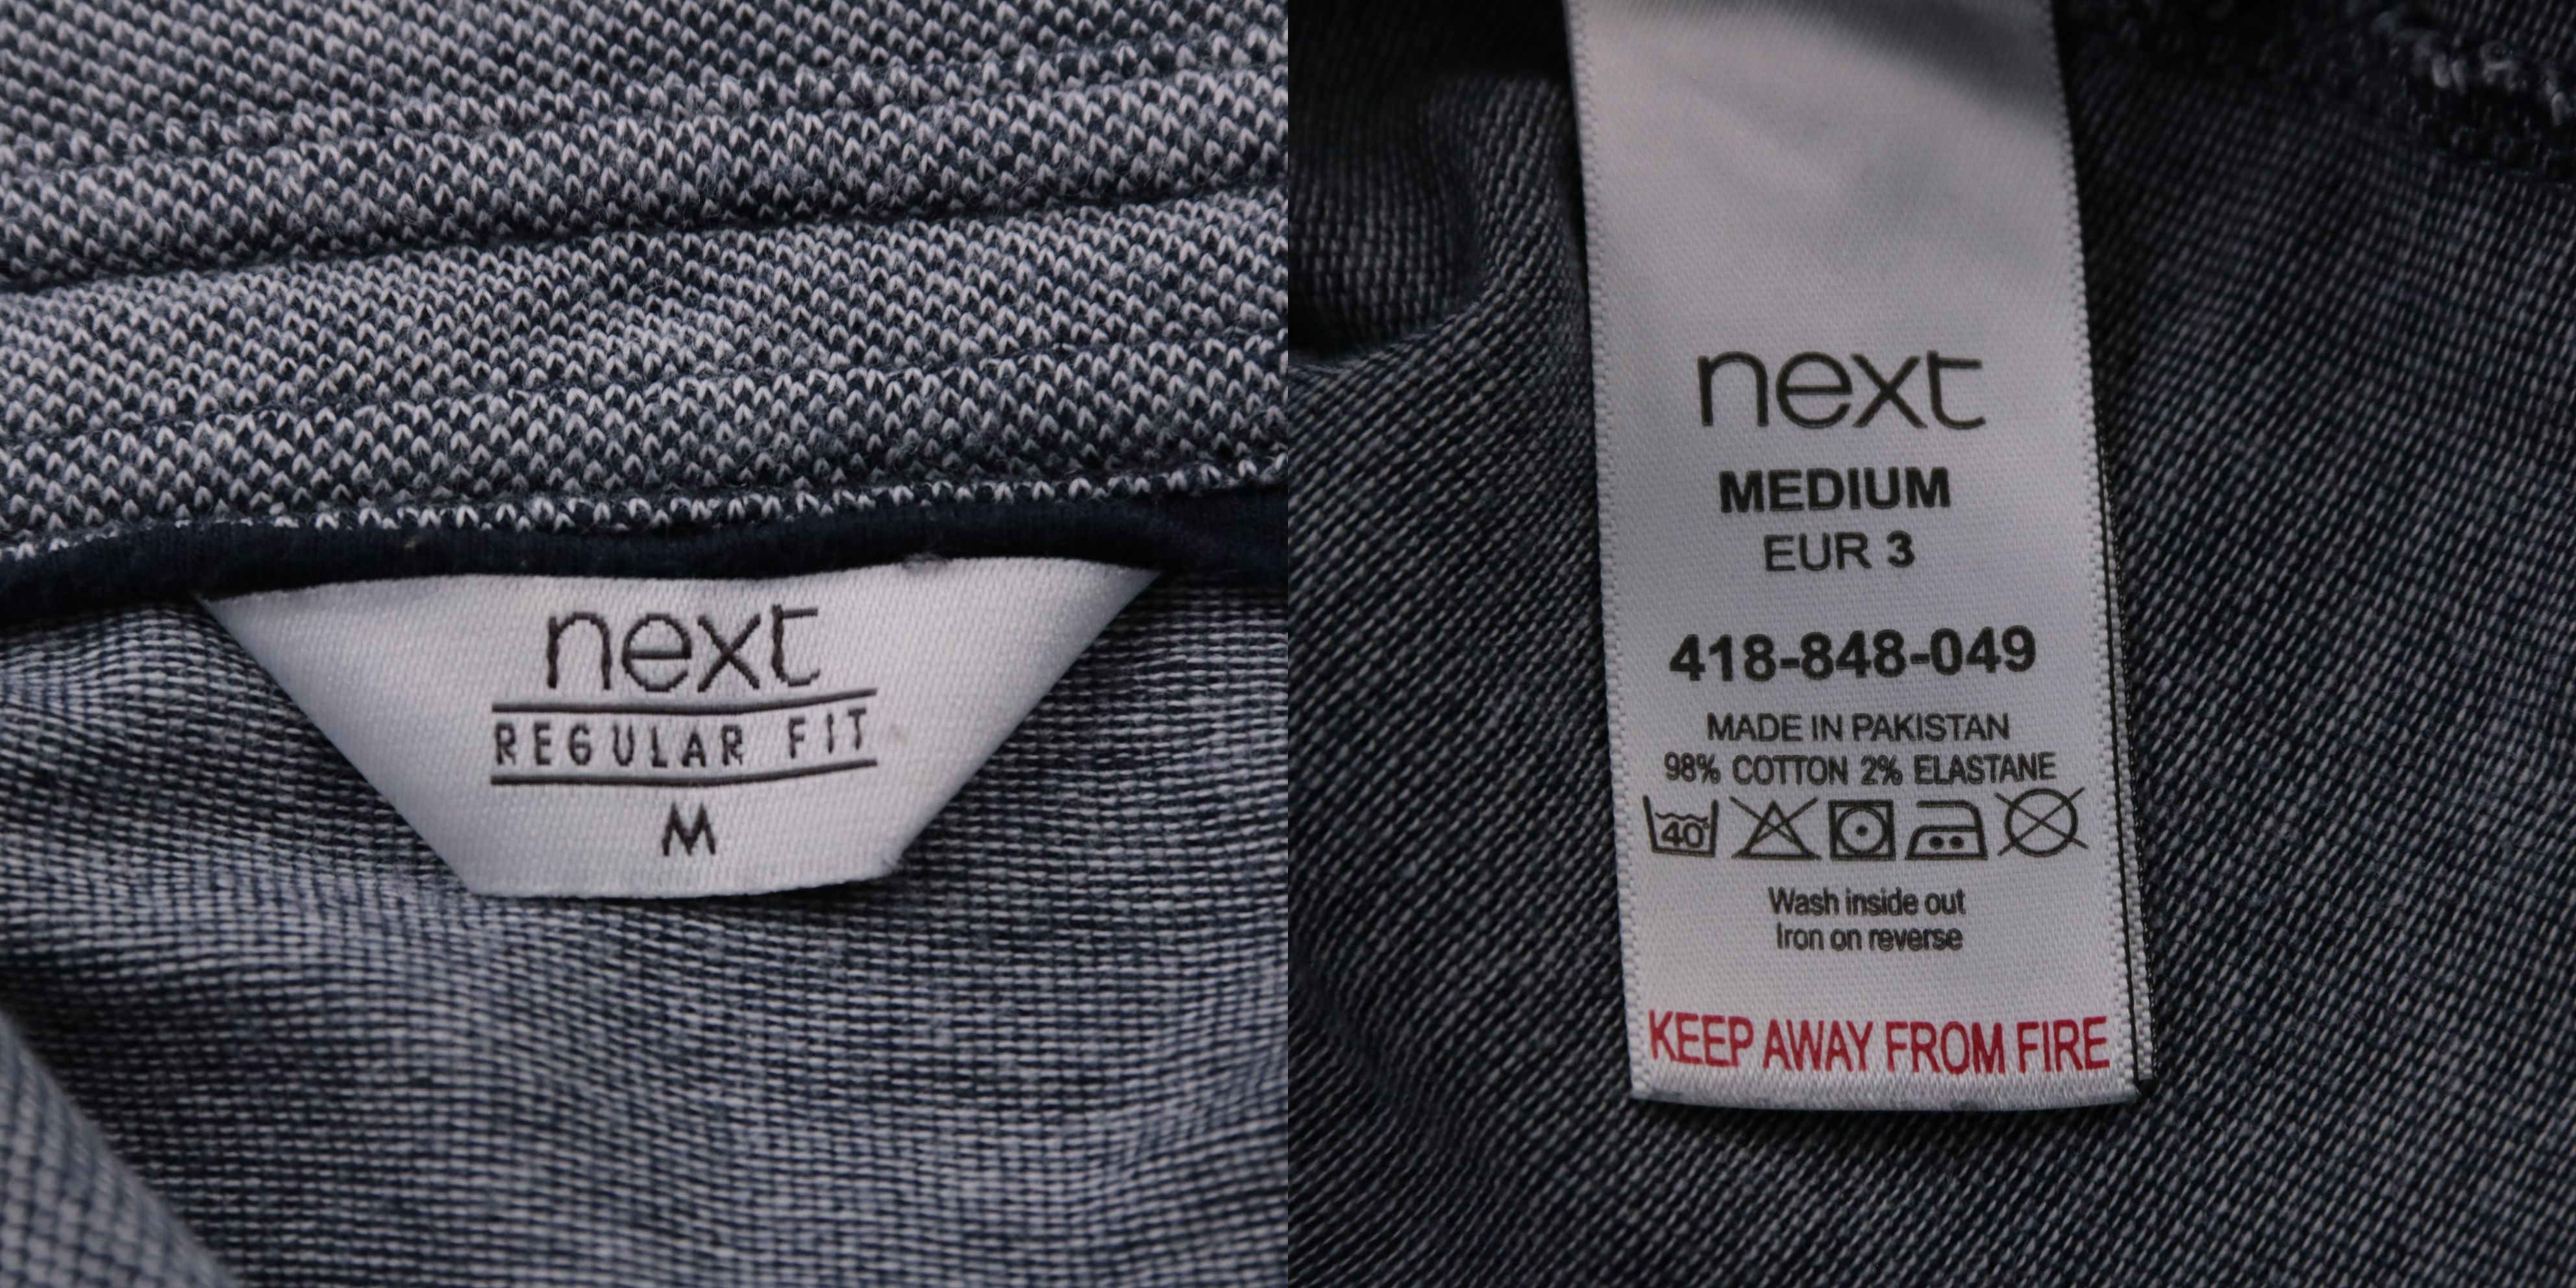 next
REGULAR FIT
M
next
MEDIUM
EUR 3
418-848-049
MADE IN PAKISTAN
98% COTTON 2% ELASTANE
40°
Wash inside out
Iron on reverse
KEEP AWAY FROM FIRE